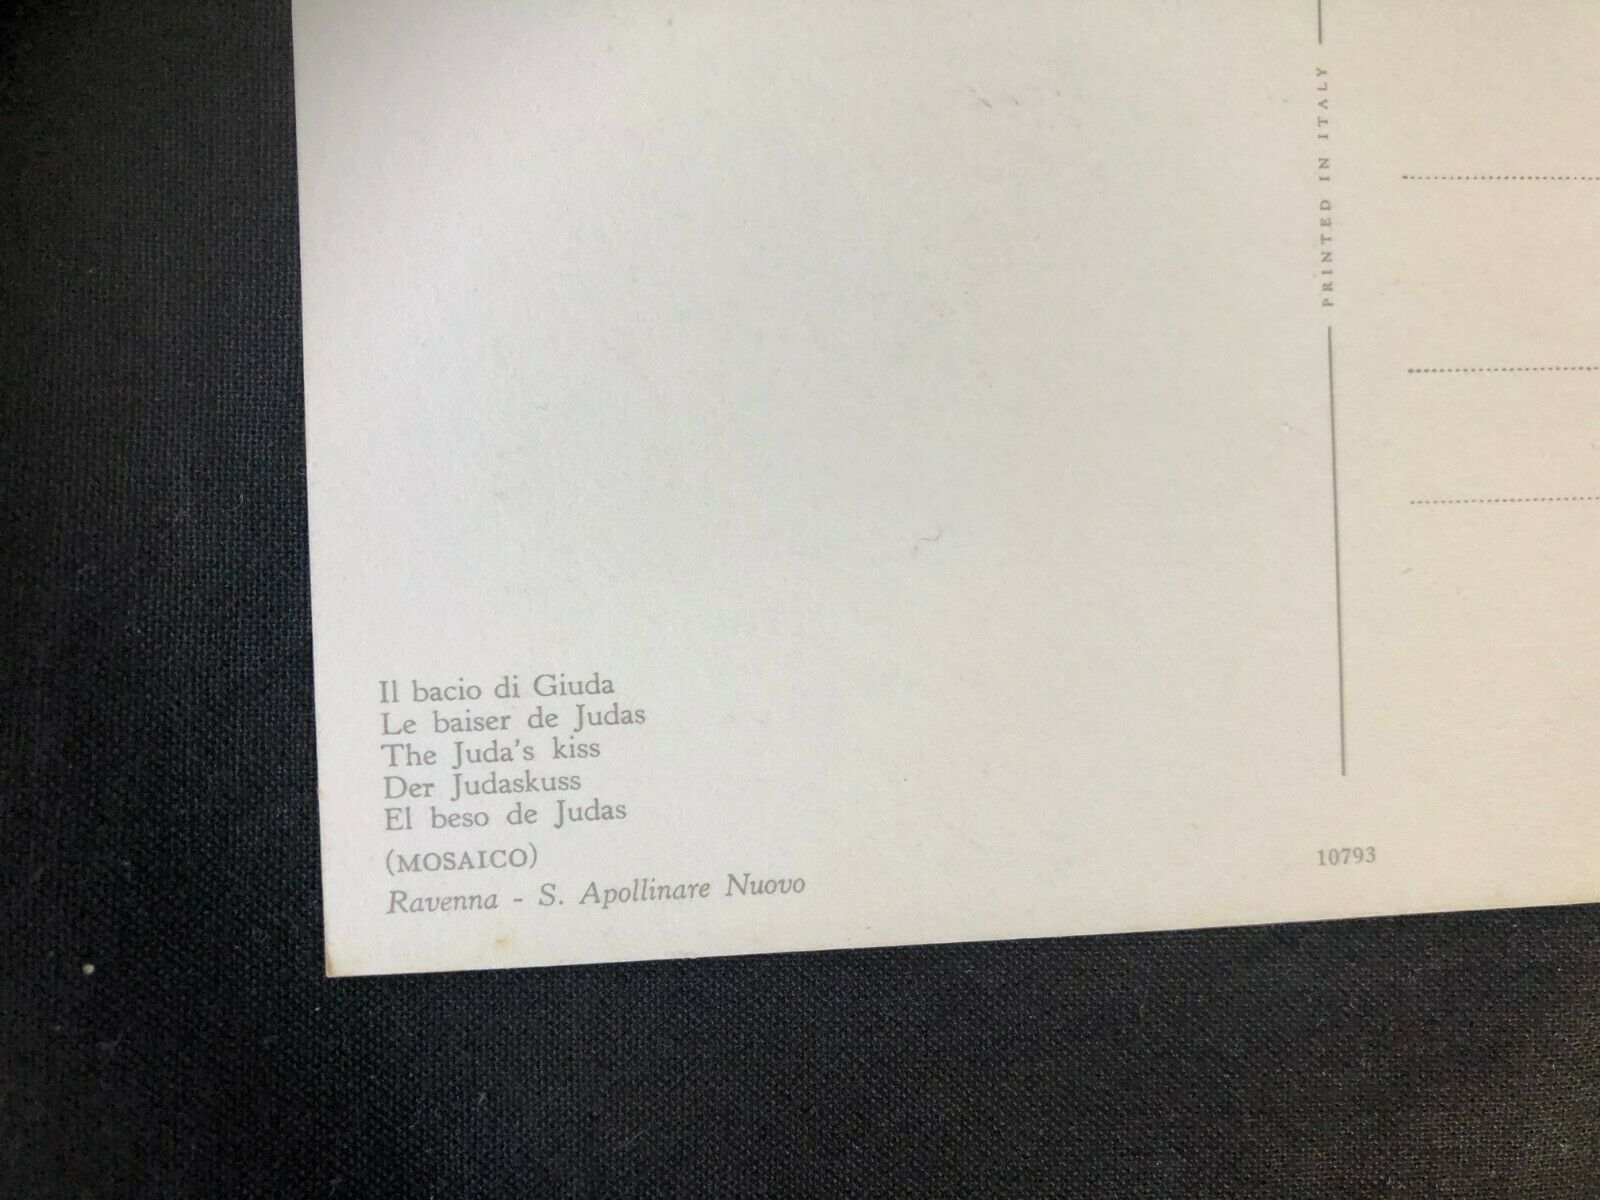 Il bacio di Giuda
Le baiser de Judas
The Juda's kiss
Der Judaskuss
El beso de Judas
(MOSAICO)
Ravenna - S. Apollinare Nuovo
PRINTED IN ITALY
10793